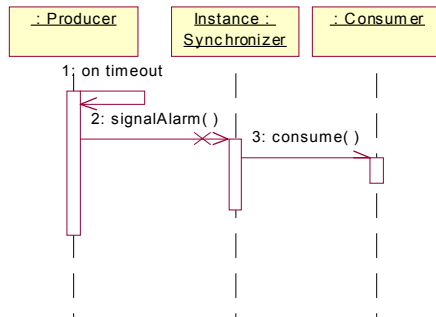 : Producer
Instance :
Synchronizer
: Consumer
1: on timeout
2: signalAlarm( )
3: consume( )